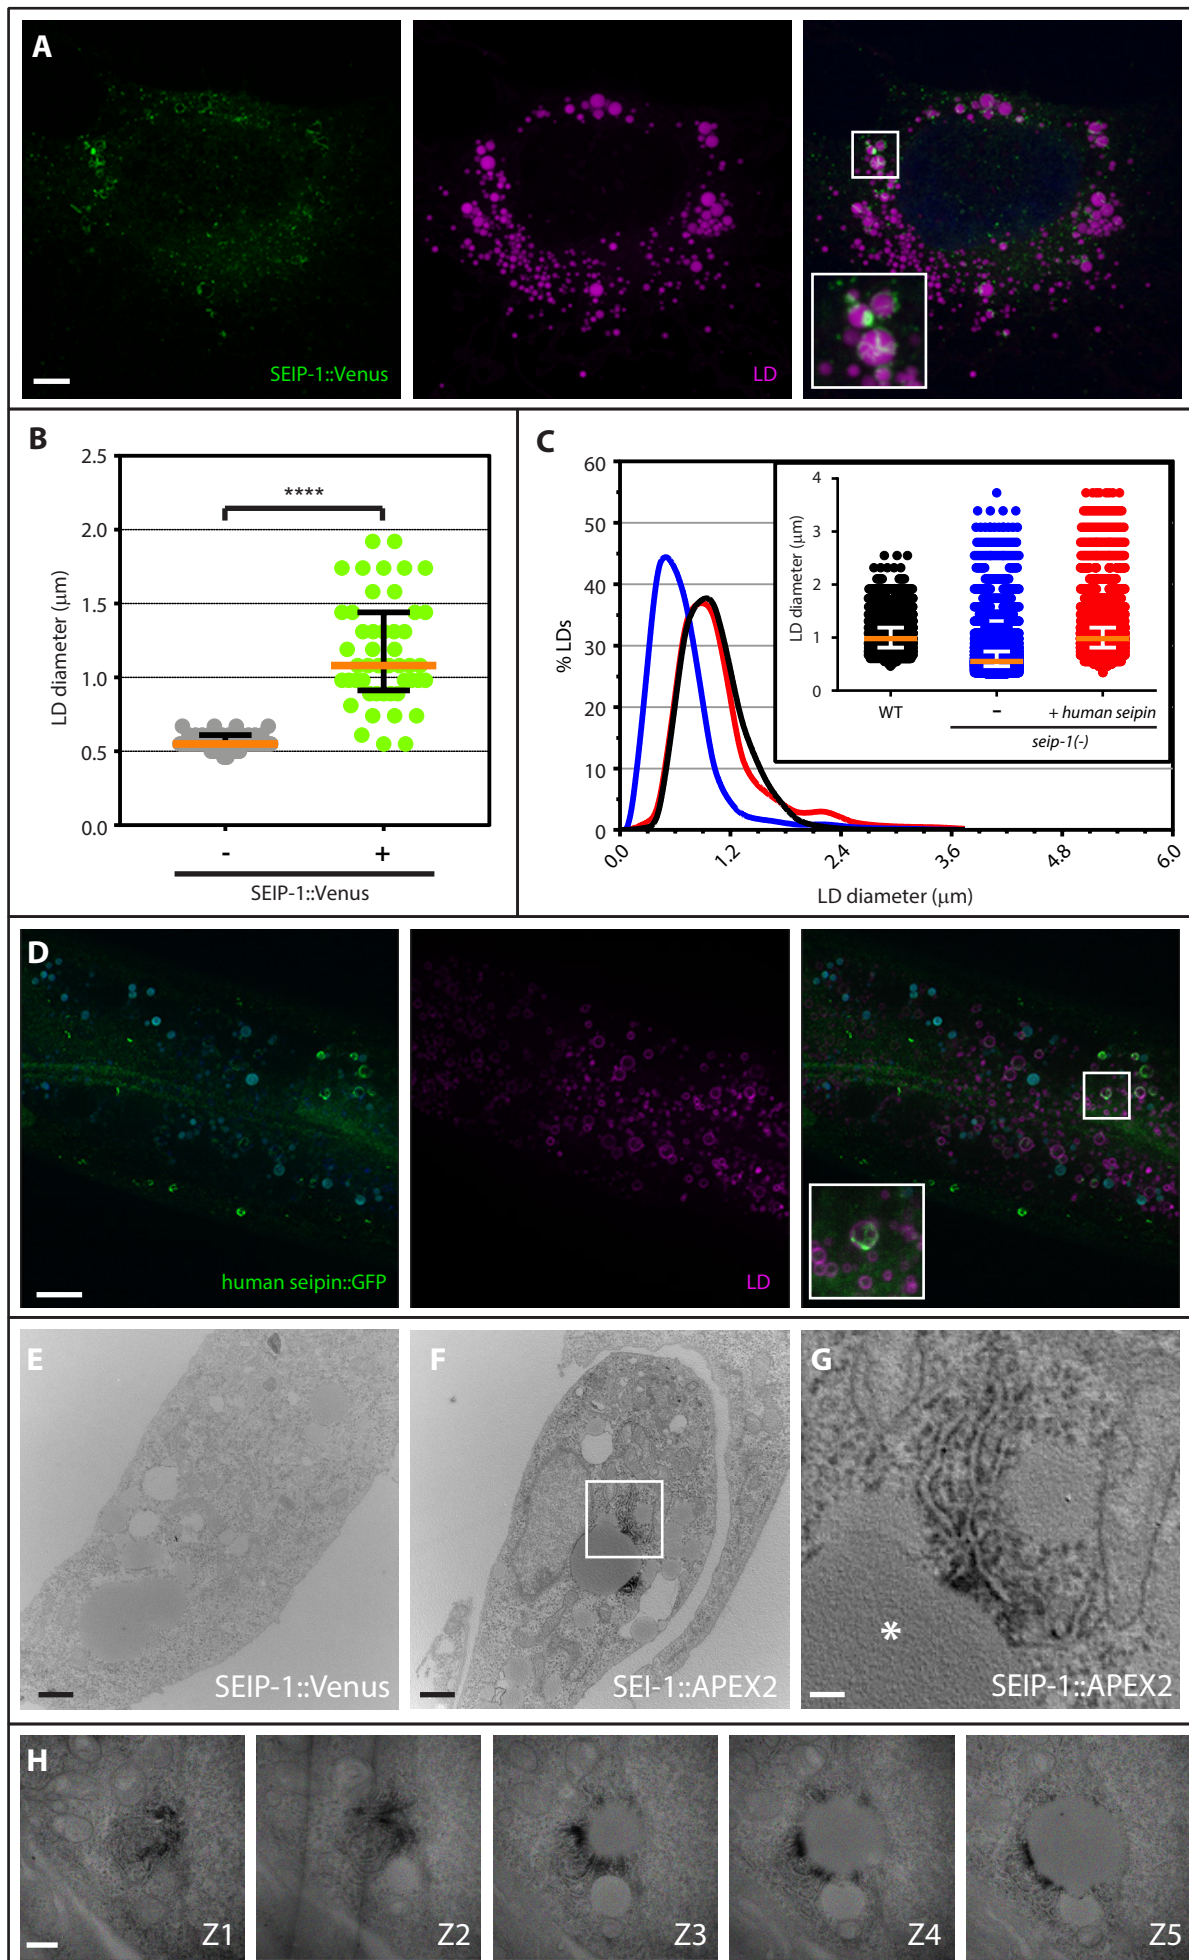 A
SEIP-1::Venus
LD
B
LD diameter (μm)
2.5
2.0
1.5
1.0
0.5
0.0
****
-
+
SEIP-1::Venus
C
% LDs
60
50
40
30
20
10
0
0.0
1.2
2.4
3.6
4.8
6.0
LD diameter (μm)
LD diameter (μm)
4
3
2
1
0
WT
-
+ human seipin
seip-1(-)
D
human seipin::GFP
LD
E
SEIP-1::Venus
F
SEI-1::APEX2
G
*
SEIP-1::APEX2
H
Z1
Z2
Z3
Z4
Z5